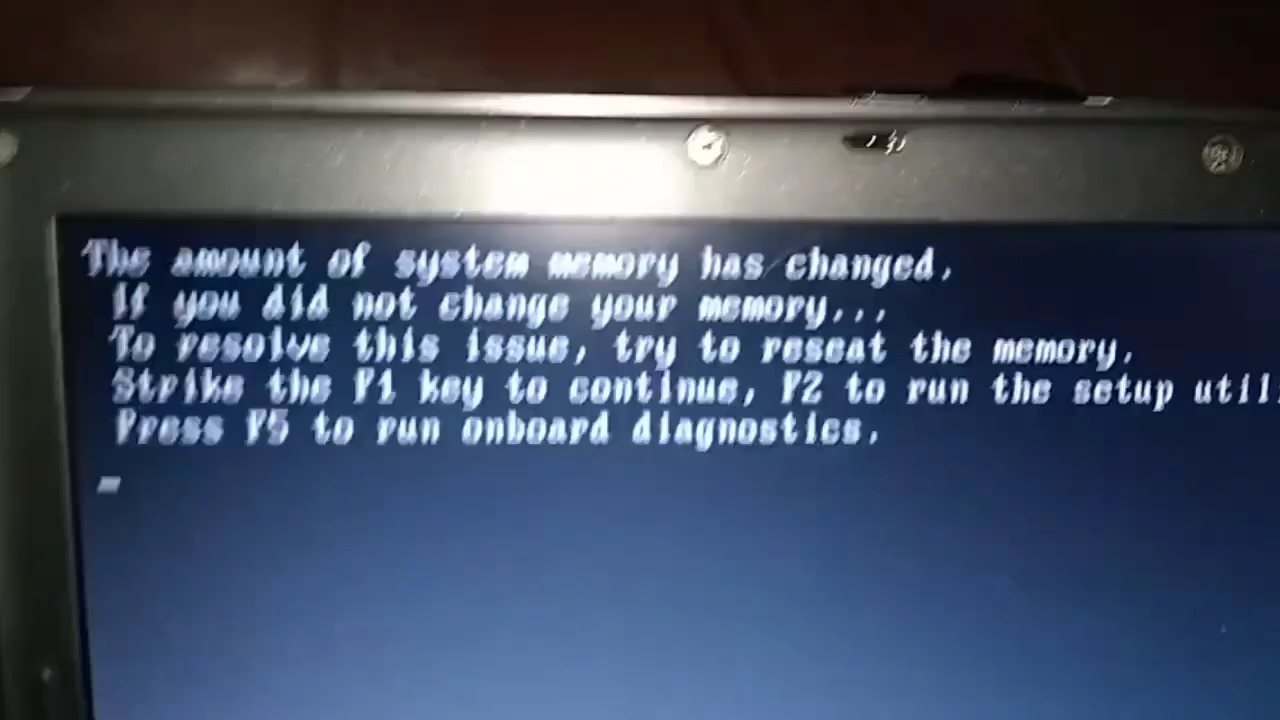 The amount of system memory has changed.
If you did not change your memory...
To resolve this issue, try to reseat the memory.
Strike the F1 key to continue, F2 to run the setup
Press F5 to run onboard diagnostics.